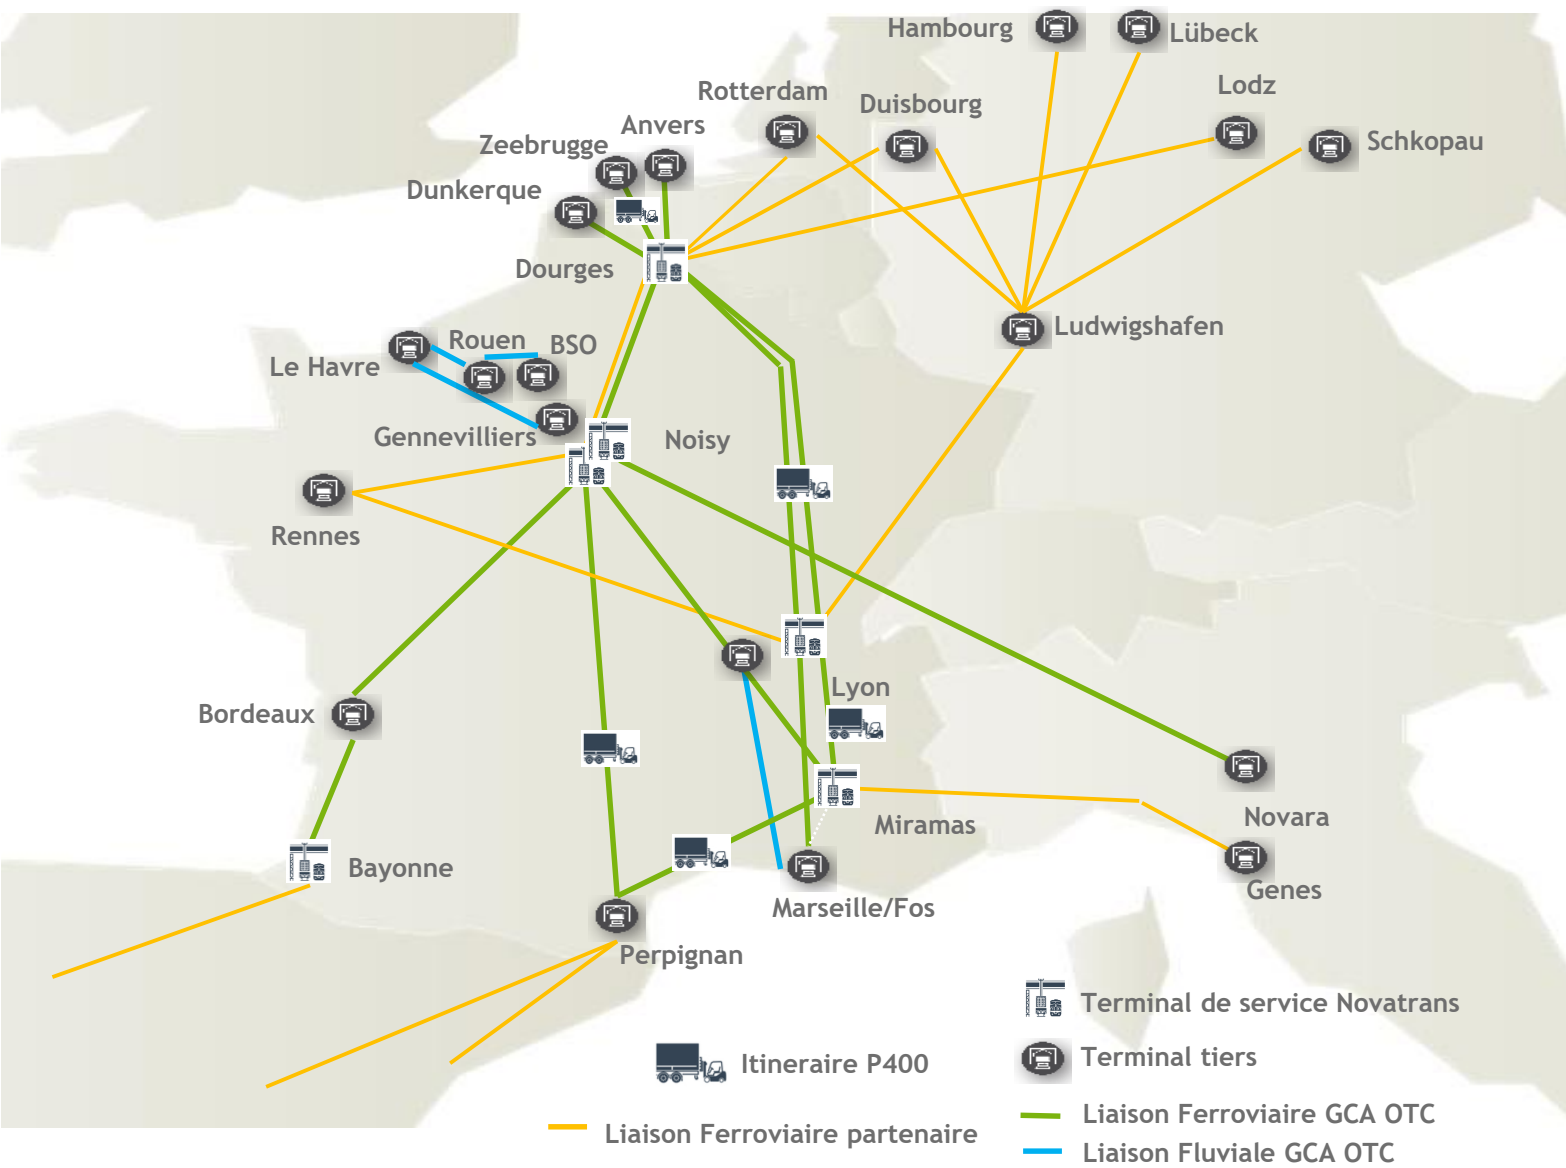 Hambourg
Lübeck
Lodz
Rotterdam
Duisbourg
Anvers
Schkopau
Zeebrugge
Dunkerque
Dourges
Ludwigshafen
Rouen
BSO
Le Havre
Gennevilliers
Noisy
Rennes
Lyon
Bordeaux
Novara
Miramas
Bayonne
Genes
Marseille/Fos
Perpignan
Terminal de service Novatrans
Itineraire P400
Terminal tiers
Liaison Ferroviaire GCA OTC
Liaison Ferroviaire partenaire
Liaison Fluviale GCA OTC